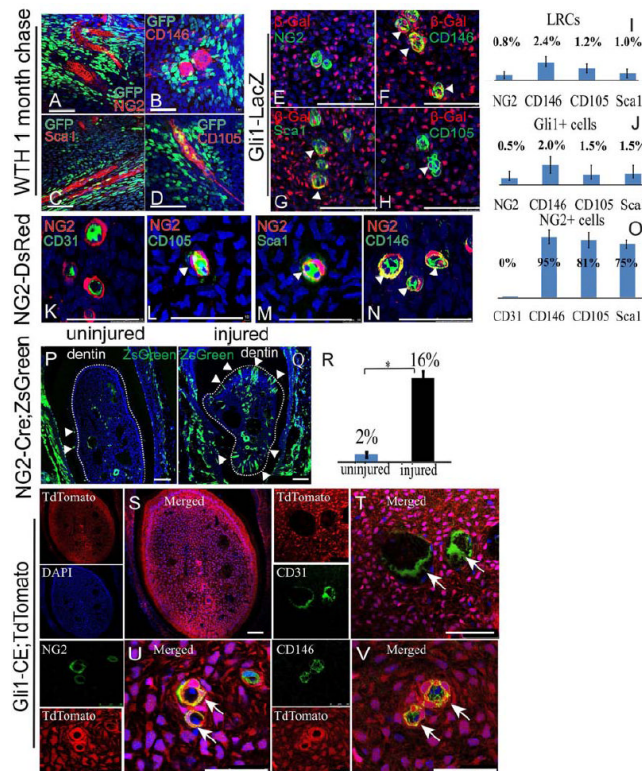 WTH 1 month chase
GFP
GFP
NG2
A
GFP
CD146
B
GFP
Sca1
C
GFP
CD105
D
Gli1-LacZ
β-Gal
NG2
E
β-Gal
CD146
F
β-Gal
Sca1
G
β-Gal
CD105
H
I
LRCs
0.8% 2.4% 1.2% 1.0%
NG2 CD146 CD105 Sca1
J
Gli1+ cells
0.5% 2.0% 1.5% 1.5%
NG2 CD146 CD105 Sca
NG2+ cells
O
0% 95% 81% 75%
CD31 CD146 CD105 Sca1
NG2-DsRed
NG2
CD31
K
NG2
CD105
L
NG2
Sca1
M
NG2
CD146
N
NG2-Cre;ZsGreen
uninjured
injured
P dentin ZsGreen
ZsGreen dentin Q
R
2%
*
16%
uninjured injured
Gli1-CE;TdTomato
TdTomato
DAPI
S Merged
TdTomato
CD31
T Merged
NG2
TdTomato
U Merged
CD146
TdTomato
V Merged